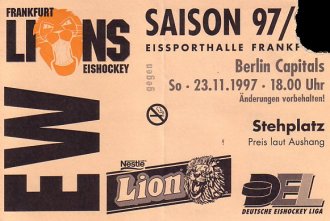 FRANKFURT
LIONS
EISHOCKEY
SAISON 97/
EISSPORTHALLE FRANKF
gegen
Berlin Capitals
So - 23.11.1997 - 18.00 Uhr
Änderungen vorbehalten!
EW
Stehplatz
Preis laut Aushang
Nestle
Lion
DEL
DEUTSCHE EISHOCKEY LIGA